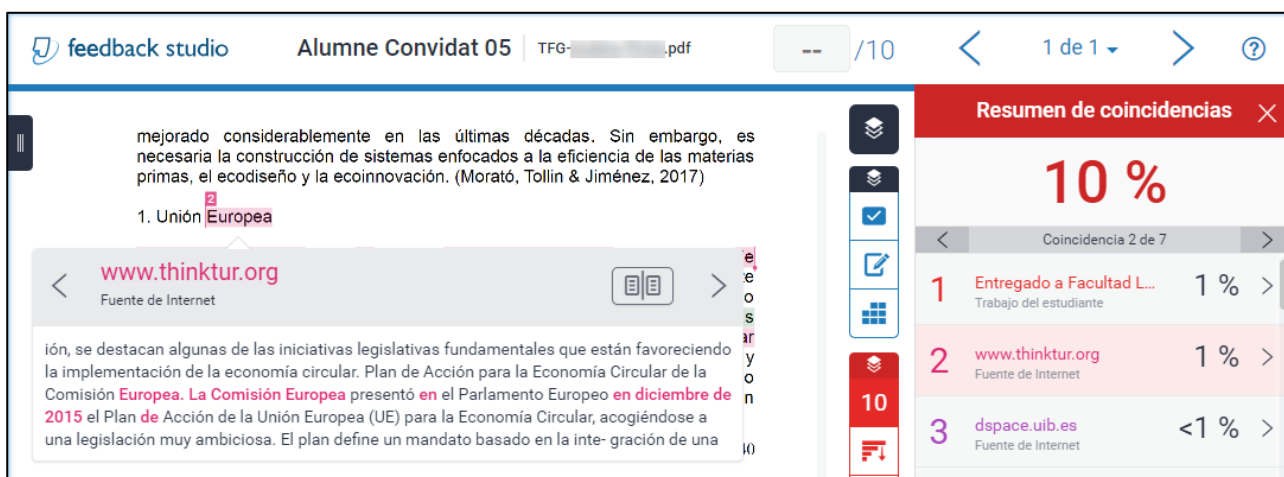 feedback studio
Alumne Convidat 05
TFG- .pdf
-- /10
1 de 1
?
mejorado considerablemente en las últimas décadas. Sin embargo, es
necesaria la construcción de sistemas enfocados a la eficiencia de las materias
primas, el ecodiseño y la ecoinnovación. (Morató, Tollin & Jiménez, 2017)
2
1. Unión Europea
www.thinktur.org
Fuente de Internet
ión, se destacan algunas de las iniciativas legislativas fundamentales que están favoreciendo
la implementación de la economía circular. Plan de Acción para la Economía Circular de la
Comisión Europea. La Comisión Europea presentó en el Parlamento Europeo en diciembre de
2015 el Plan de Acción de la Unión Europea (UE) para la Economía Circular, acogiéndose a
una legislación muy ambiciosa. El plan define un mandato basado en la inte- gración de una
10
Resumen de coincidencias
10 %
Coincidencia 2 de 7
1 Entregado a Facultad L... 1 %
Trabajo del estudiante
2 www.thinktur.org 1 %
Fuente de Internet
3 dspace.uib.es <1 %
Fuente de Internet